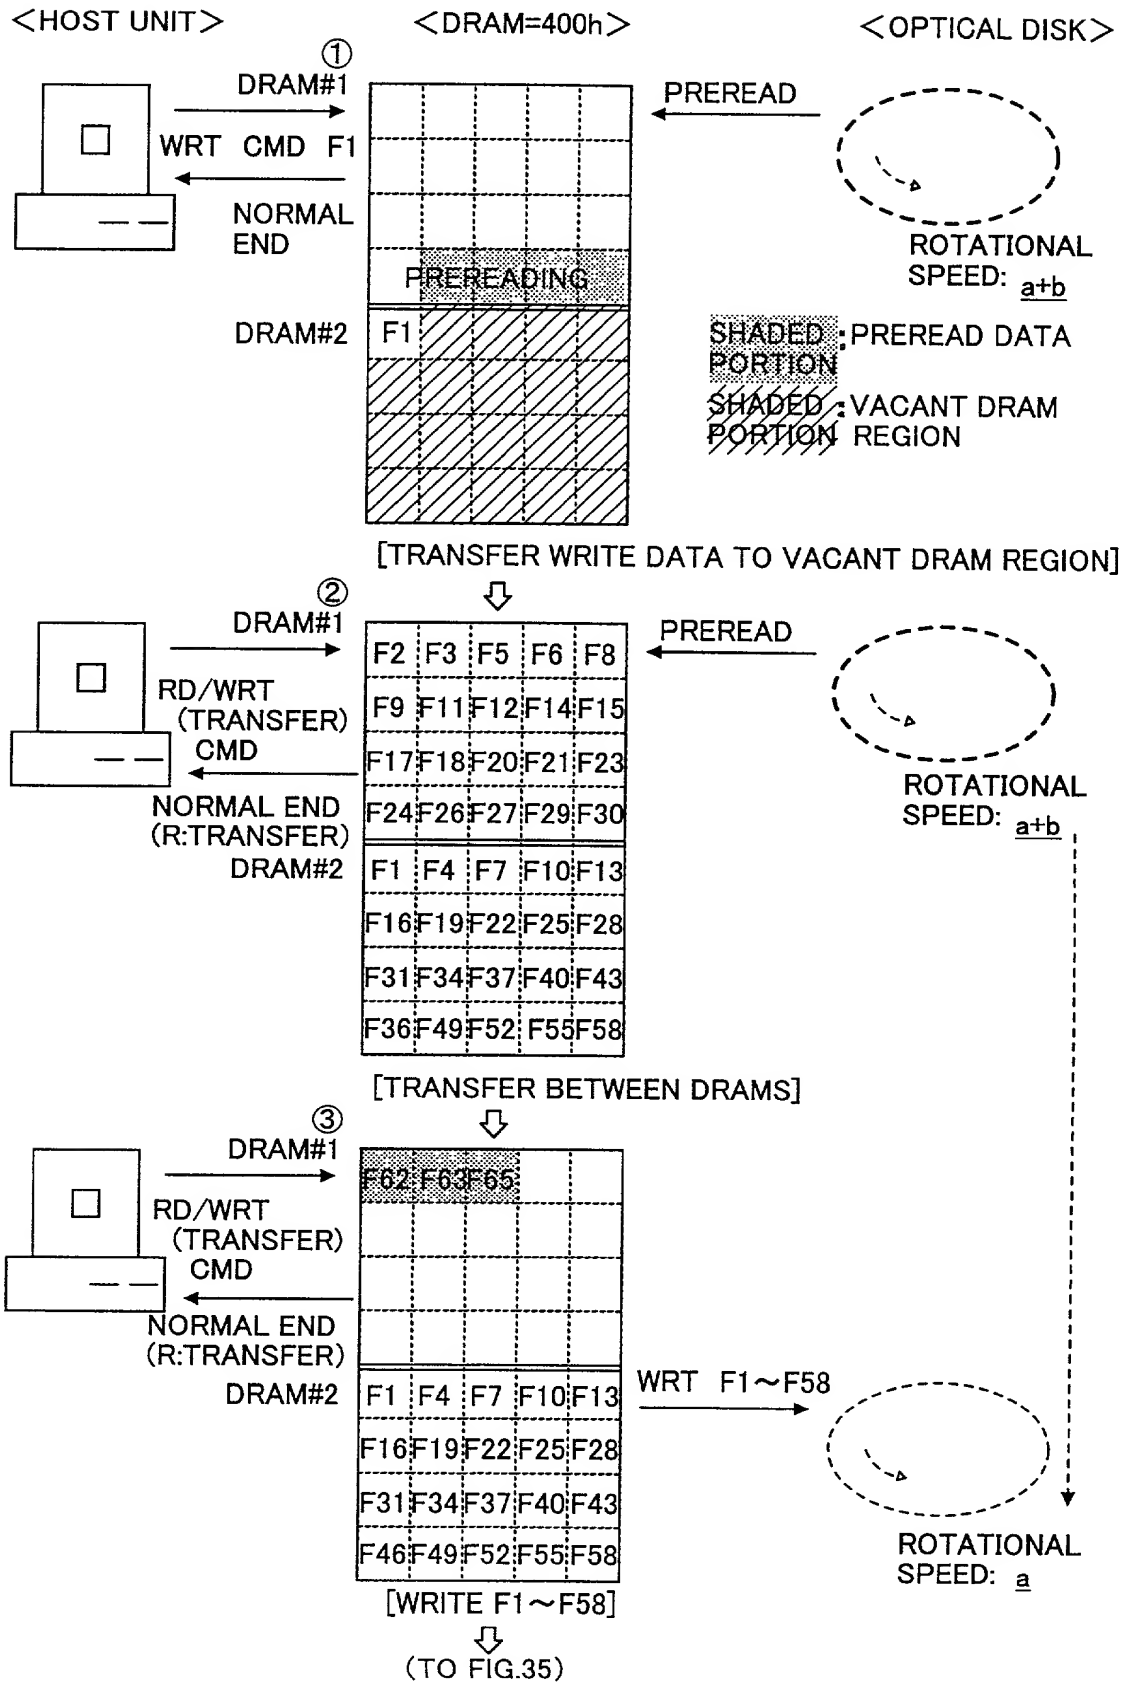 <HOST UNIT> <DRAM=400h> <OPTICAL DISK>
①
DRAM#1
WRT CMD F1
NORMAL
END
PREREAD
ROTATIONAL
SPEED: a+b
PREREADING
DRAM#2
F1
SHADED PORTION :PREREAD DATA
SHADED PORTION :VACANT DRAM REGION
[TRANSFER WRITE DATA TO VACANT DRAM REGION]
②
DRAM#1
RD/WRT
(TRANSFER)
CMD
NORMAL END
(R:TRANSFER)
PREREAD
ROTATIONAL
SPEED: a+b
F2 F3 F5 F6 F8
F9 F11 F12 F14 F15
F17 F18 F20 F21 F23
F24 F26 F27 F29 F30
DRAM#2
F1 F4 F7 F10 F13
F16 F19 F22 F25 F28
F31 F34 F37 F40 F43
F36 F49 F52 F55 F58
[TRANSFER BETWEEN DRAMS]
③
DRAM#1
RD/WRT
(TRANSFER)
CMD
NORMAL END
(R:TRANSFER)
F62 F63 F65
DRAM#2
F1 F4 F7 F10 F13
F16 F19 F22 F25 F28
F31 F34 F37 F40 F43
F46 F49 F52 F55 F58
WRT F1~F58
ROTATIONAL
SPEED: a
[WRITE F1~F58]
(TO FIG.35)